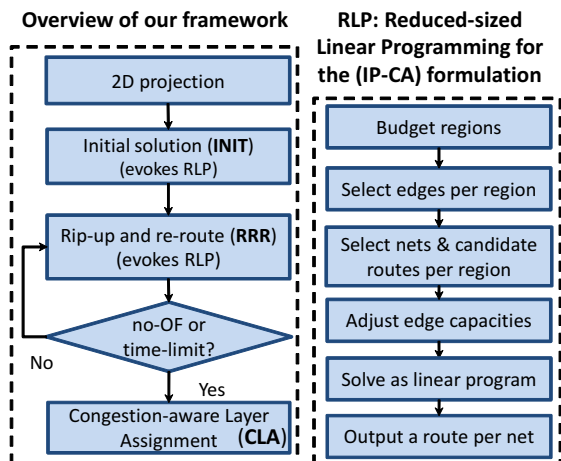 Overview of our framework
2D projection
Initial solution (INIT)
(evokes RLP)
Rip-up and re-route (RRR)
(evokes RLP)
no-OF or
time-limit?
No
Yes
Congestion-aware Layer
Assignment (CLA)
RLP: Reduced-sized
Linear Programming for
the (IP-CA) formulation
Budget regions
Select edges per region
Select nets & candidate
routes per region
Adjust edge capacities
Solve as linear program
Output a route per net